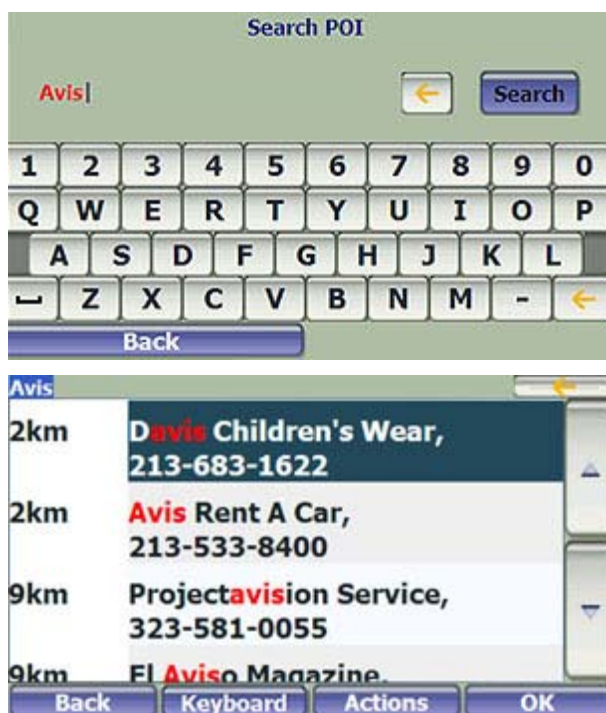 Search POI
Avis
Search
1 2 3 4 5 6 7 8 9 0
Q W E R T Y U I O P
A S D F G H J K L
Z X C V B N M -
Back
Avis
2km Davis Children's Wear,
213-683-1622
2km Avis Rent A Car,
213-533-8400
9km Projectavision Service,
323-581-0055
9km El Aviso Magazine,
Back Keyboard Actions OK